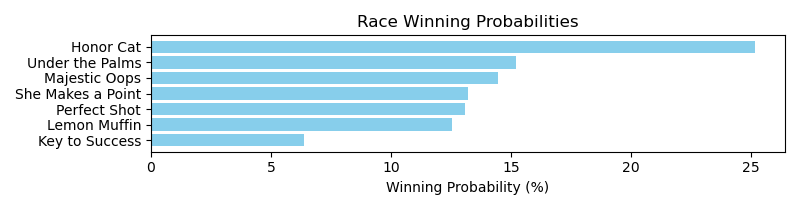 Race Winning Probabilities
Honor Cat
Under the Palms
Majestic Oops
She Makes a Point
Perfect Shot
Lemon Muffin
Key to Success
0 5 10 15 20 25
Winning Probability (%)